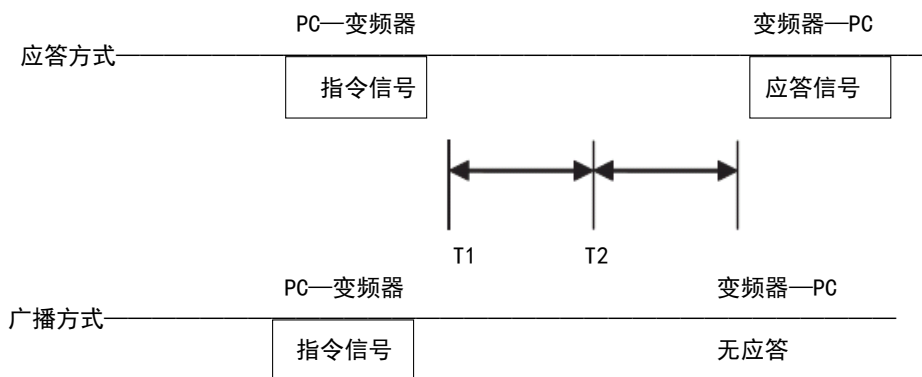 PC—变频器 变频器—PC
应答方式
指令信号 应答信号
T1 T2
PC—变频器 变频器—PC
广播方式
指令信号 无应答